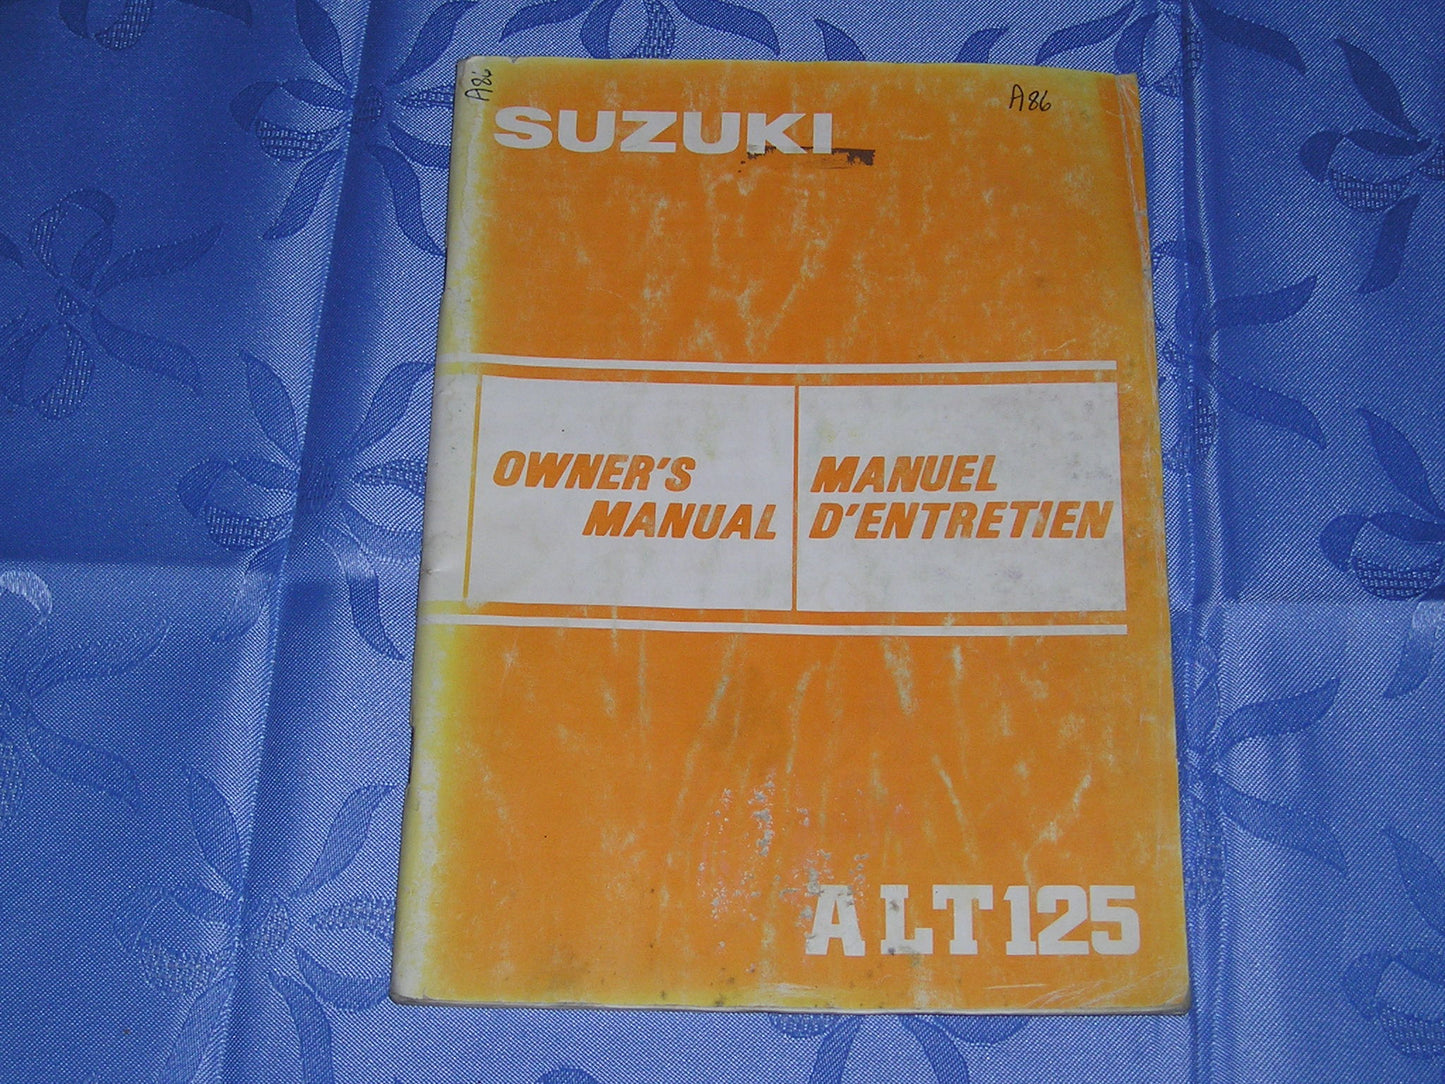 A86
A86
SUZUKI
OWNER'S
MANUAL
MANUEL
D'ENTRETIEN
ALT125